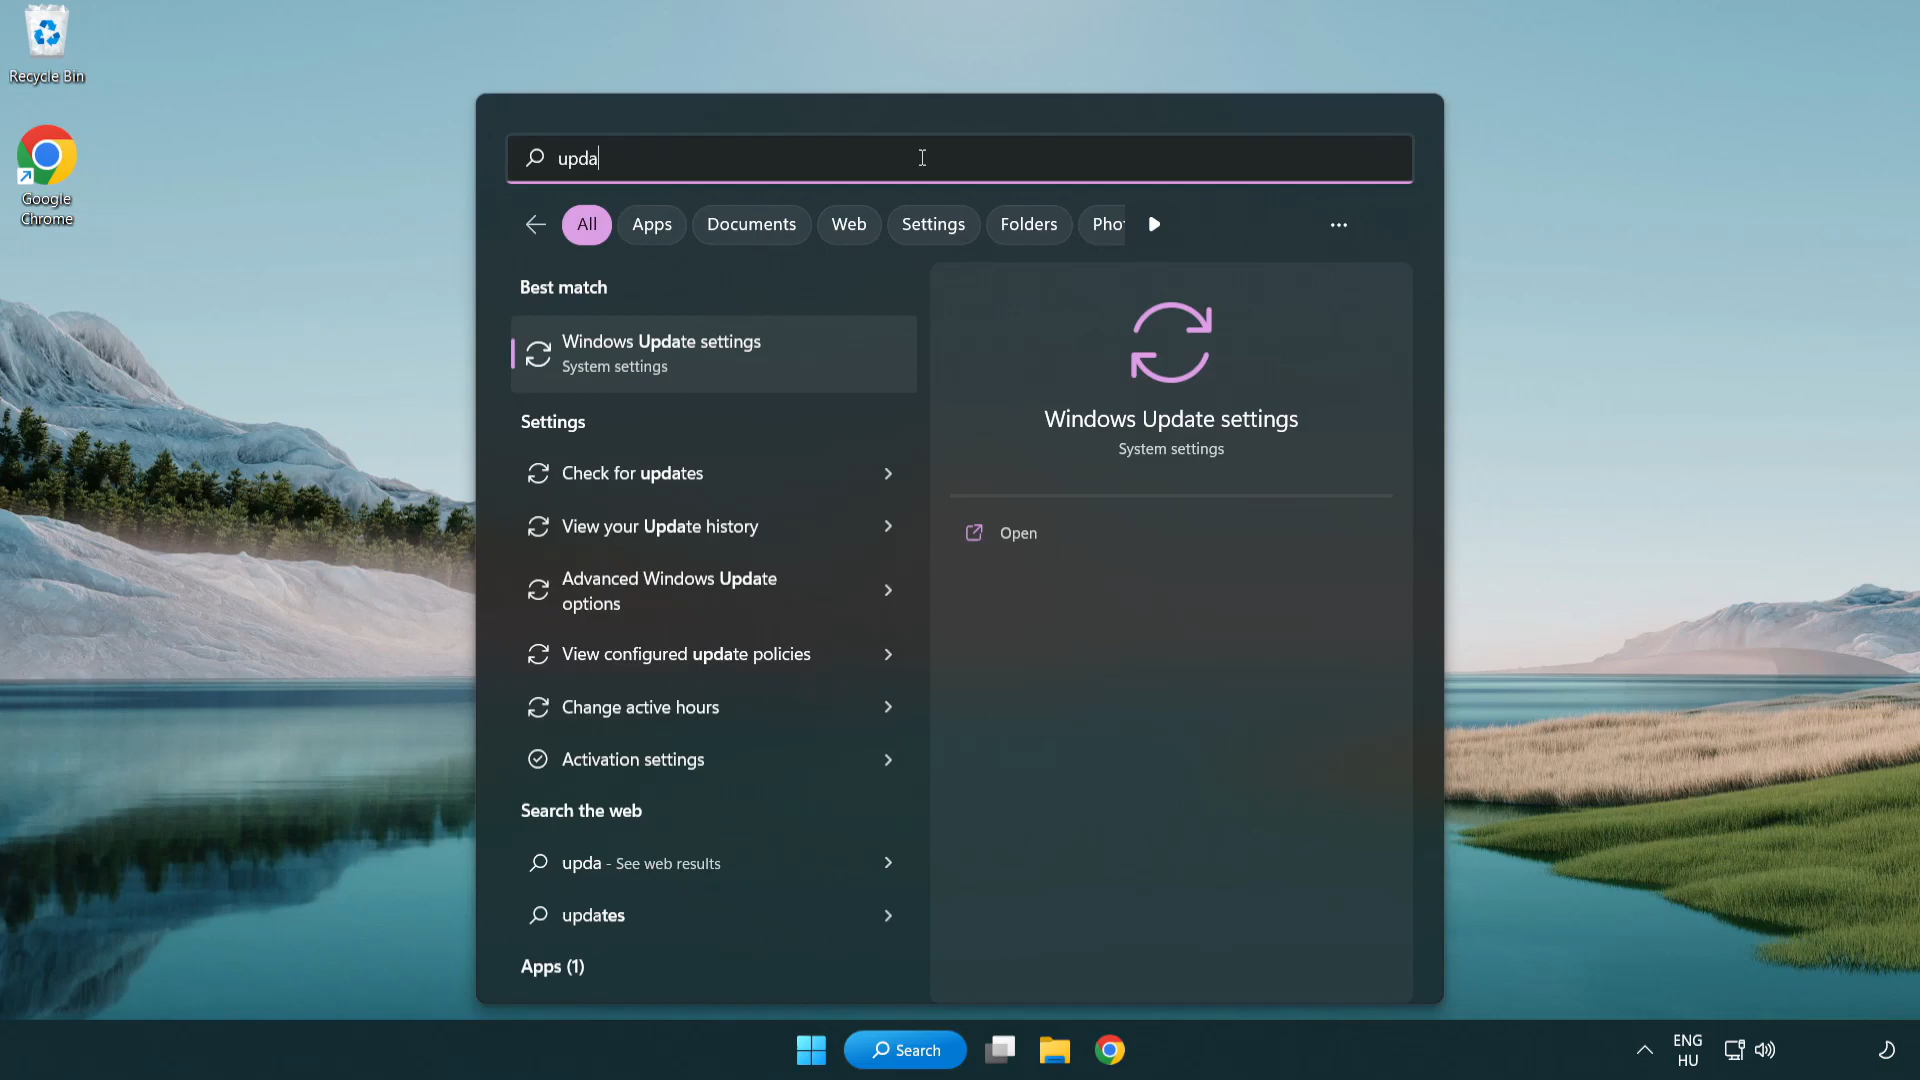 Recycle Bin
Google
Chrome
upda
All Apps Documents Web Settings Folders Pho
Best match
Windows Update settings
System settings
Settings
Check for updates
View your Update history
Advanced Windows Update
options
View configured update policies
Change active hours
Activation settings
Search the web
upda - See web results
updates
Apps (1)
Windows Update settings
System settings
Open
Search
ENG
HU